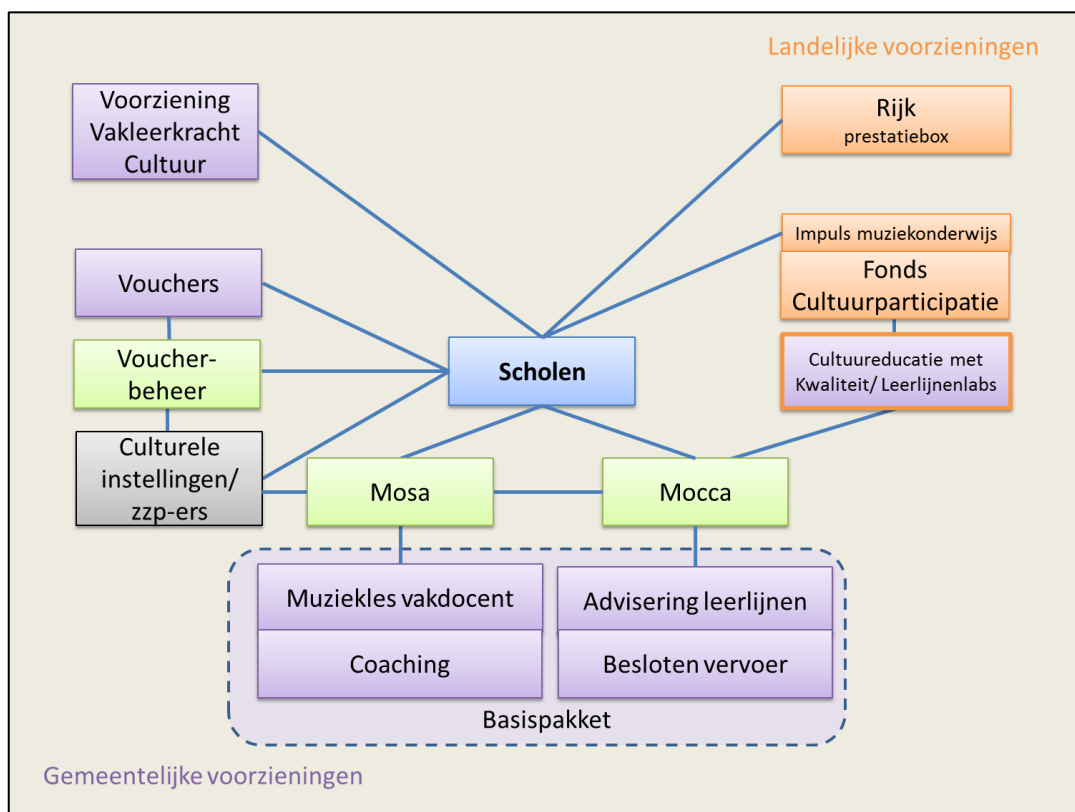 Landelijke voorzieningen
Voorziening
Vakleerkracht
Cultuur
Rijk
prestatiebox
Impuls muziekonderwijs
Fonds
Cultuurparticipatie
Vouchers
Voucher-
beheer
Scholen
Cultuureducatie met
Kwaliteit/ Leerlijnenlabs
Culturele
instellingen/
zzp-ers
Mosa
Mocca
Muziekles vakdocent
Advisering leerlijnen
Coaching
Besloten vervoer
Basispakket
Gemeentelijke voorzieningen